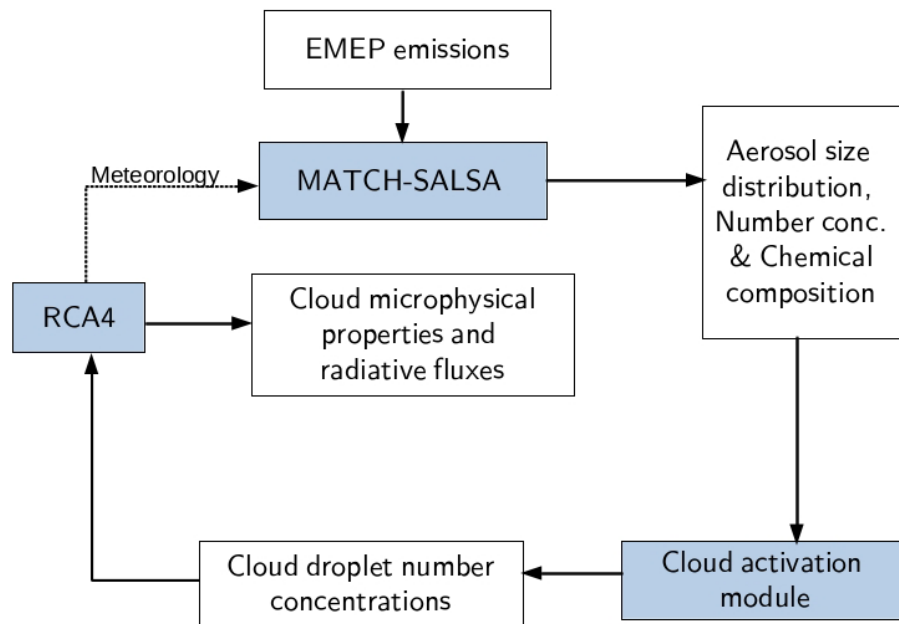 EMEP emissions
Meteorology
MATCH-SALSA
Aerosol size
distribution,
Number conc.
& Chemical
composition
RCA4
Cloud microphysical
properties and
radiative fluxes
Cloud droplet number
concentrations
Cloud activation
module